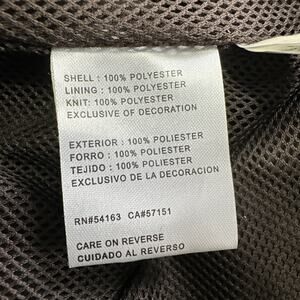 SHELL : 100% POLYESTER
LINING : 100% POLYESTER
KNIT: 100% POLYESTER
EXCLUSIVE OF DECORATION
EXTERIOR : 100% POLIESTER
FORRO : 100% POLIESTER
TEJIDO : 100% POLIESTER
EXCLUSIVO DE LA DECORACION
RN#54163 CA#57151
CARE ON REVERSE
CUIDADO AL REVERSO